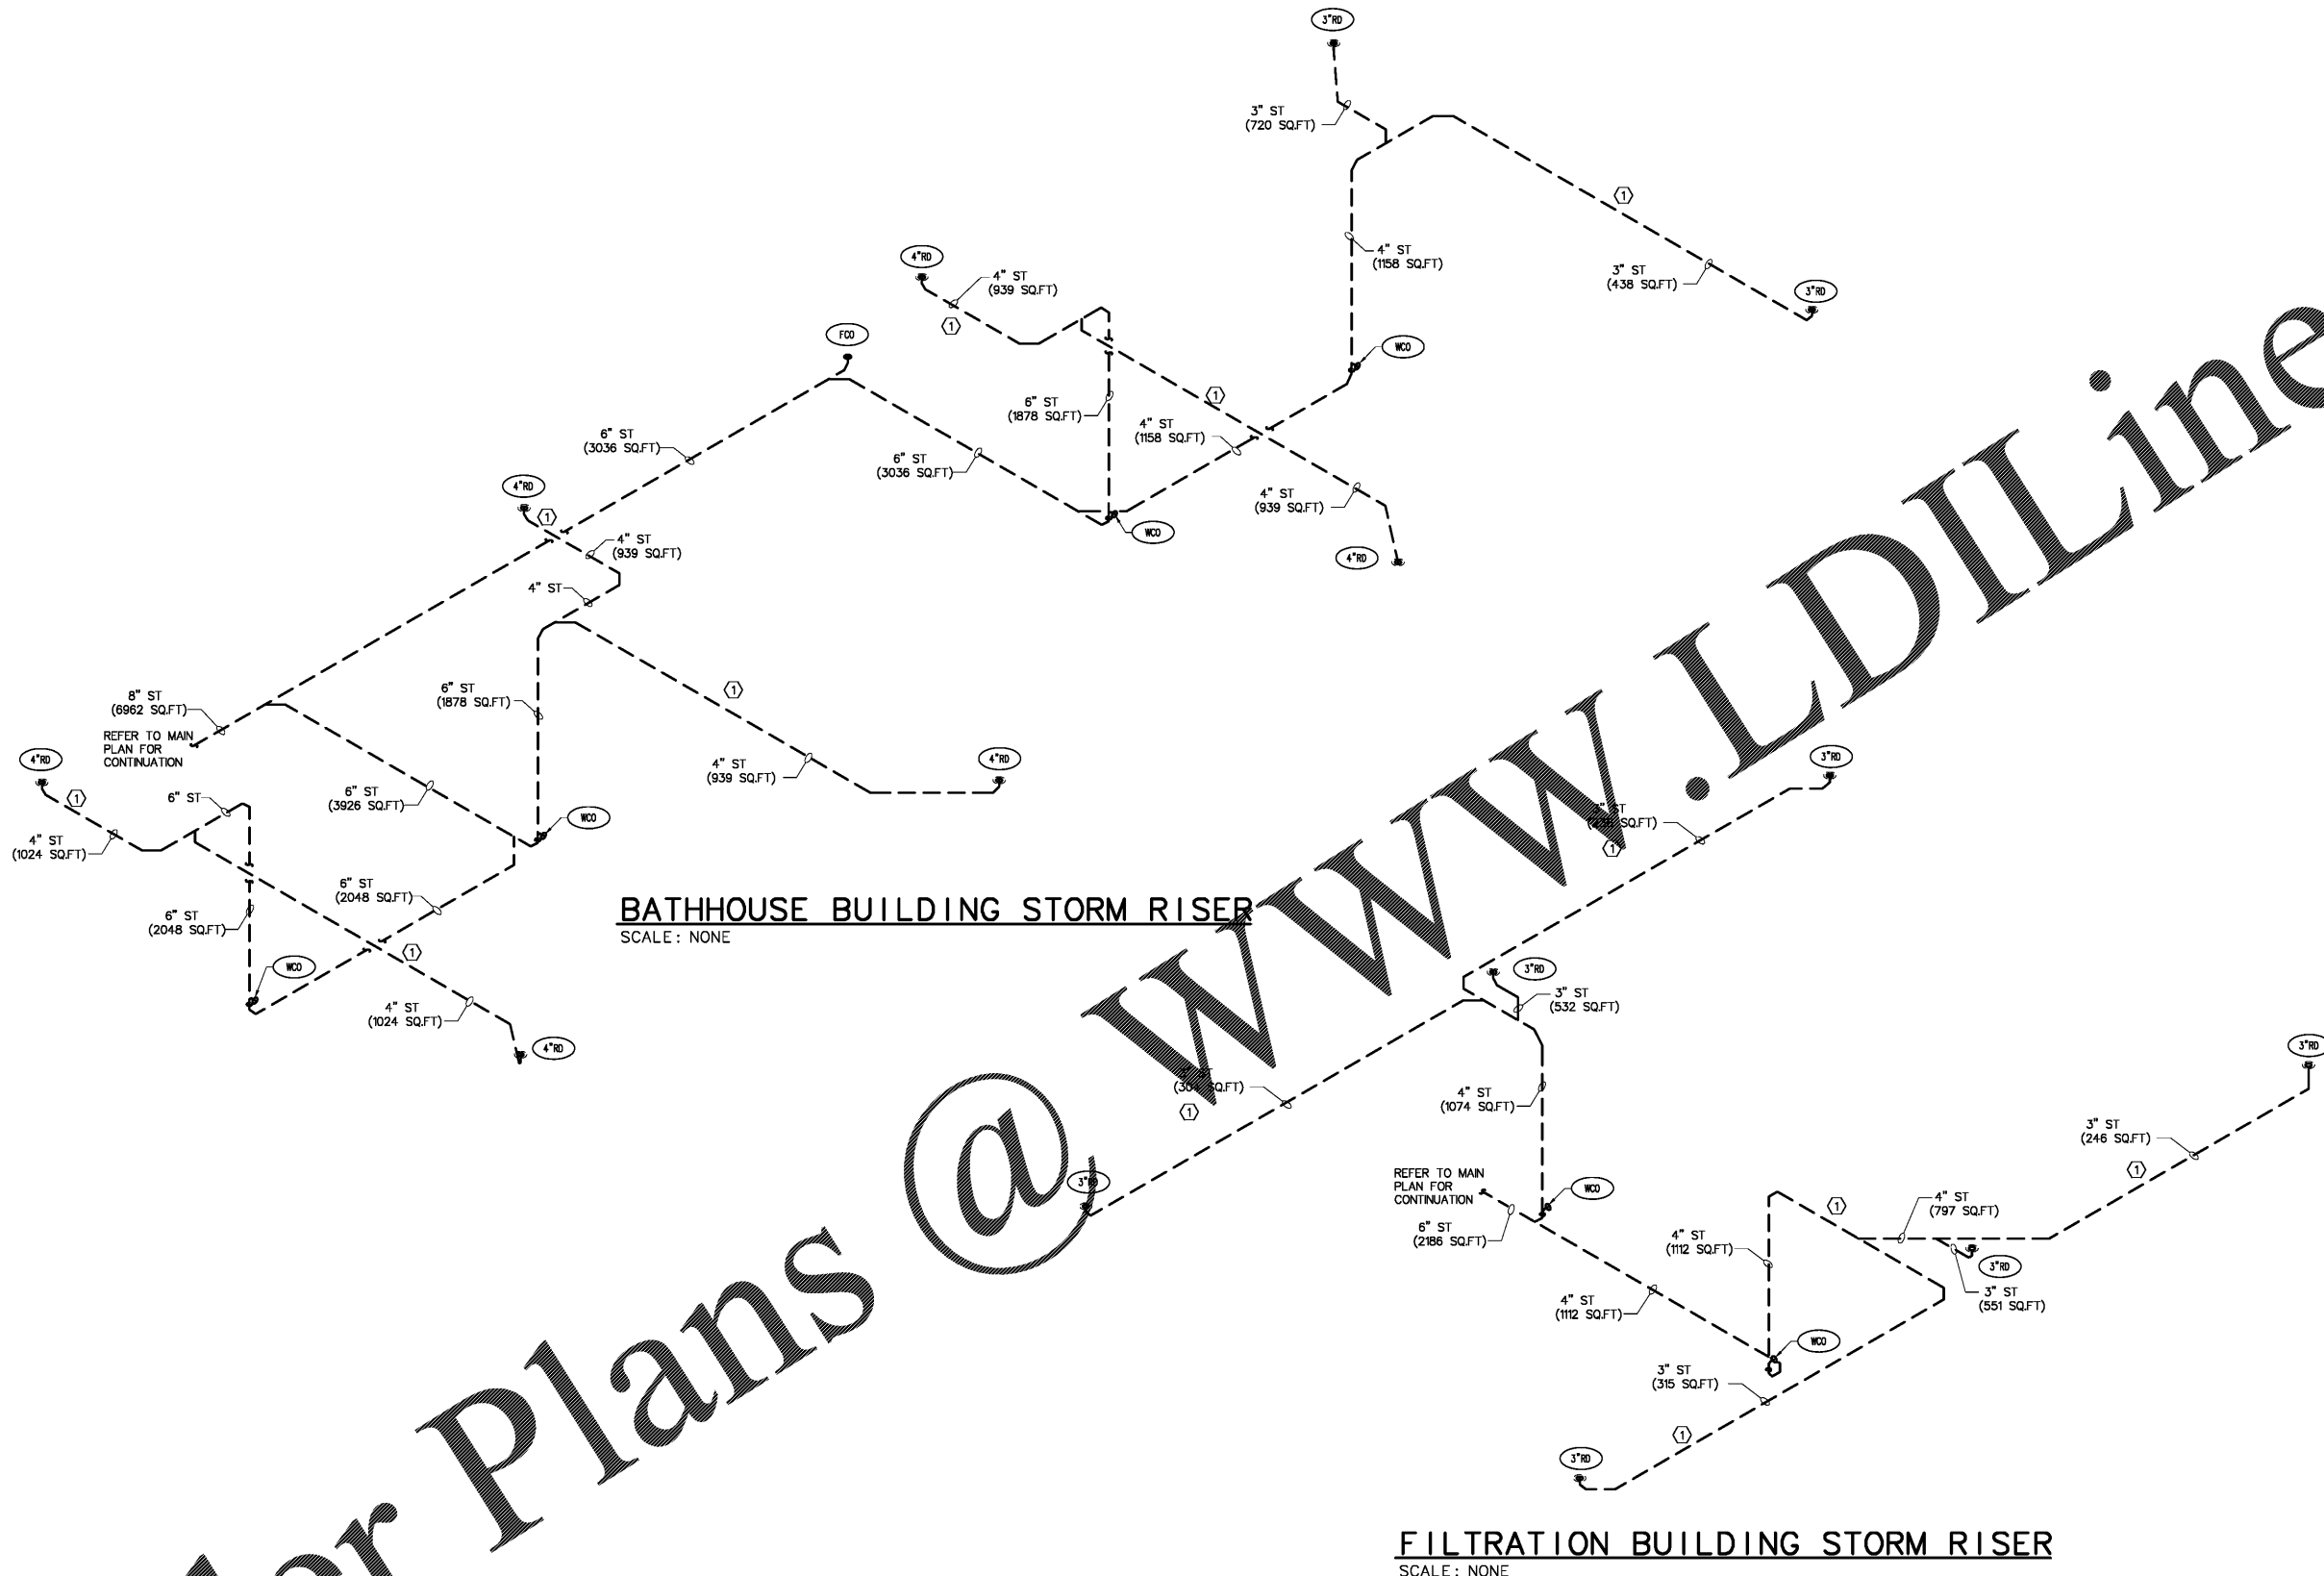 3"RD
3" ST
(720 SQ.FT)
1
4" ST
(1158 SQ.FT)
3" ST
(438 SQ.FT)
3"RD
4"RD
4" ST
(939 SQ.FT)
1
FCO
WCO
1
6" ST
(1878 SQ.FT)
4" ST
(1158 SQ.FT)
6" ST
(3036 SQ.FT)
6" ST
(3036 SQ.FT)
4"RD
1
4" ST
(939 SQ.FT)
WCO
4"RD
4" ST
(939 SQ.FT)
4" ST
8" ST
(6962 SQ.FT)
REFER TO MAIN
PLAN FOR
CONTINUATION
6" ST
(1878 SQ.FT)
1
4" ST
(939 SQ.FT)
4"RD
4"RD
1
6" ST
4" ST
(1024 SQ.FT)
6" ST
(3926 SQ.FT)
WCO
6" ST
(2048 SQ.FT)
6" ST
(2048 SQ.FT)
WCO
1
4" ST
(1024 SQ.FT)
4"RD
BATHHOUSE BUILDING STORM RISER
SCALE: NONE
3"RD
3" ST
SQ.FT)
1
3"RD
3" ST
(532 SQ.FT)
SQ.FT)
1
3"RD
4" ST
(1074 SQ.FT)
REFER TO MAIN
PLAN FOR
CONTINUATION
WCO
6" ST
(2186 SQ.FT)
3"RD
3" ST
(246 SQ.FT)
1
1
4" ST
(797 SQ.FT)
4" ST
(1112 SQ.FT)
3"RD
3" ST
(551 SQ.FT)
4" ST
(1112 SQ.FT)
WCO
3" ST
(315 SQ.FT)
1
3"RD
FILTRATION BUILDING STORM RISER
SCALE: NONE
Plans @ WWW.LDILine